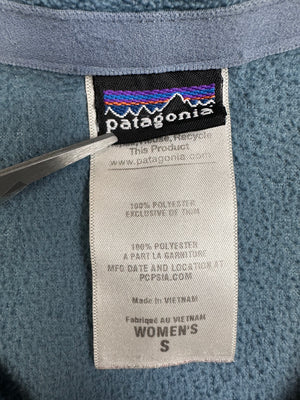 patagonia
Reuse, Recycle
This Product
www.patagonia.com
100% POLYESTER
EXCLUSIVE OF TRIM
100% POLYESTER
A PART LA GARNITURE
MFG DATE AND LOCATION AT
PCPSIA.COM
Made in VIETNAM
Fabriqué AU VIETNAM
WOMEN'S
S